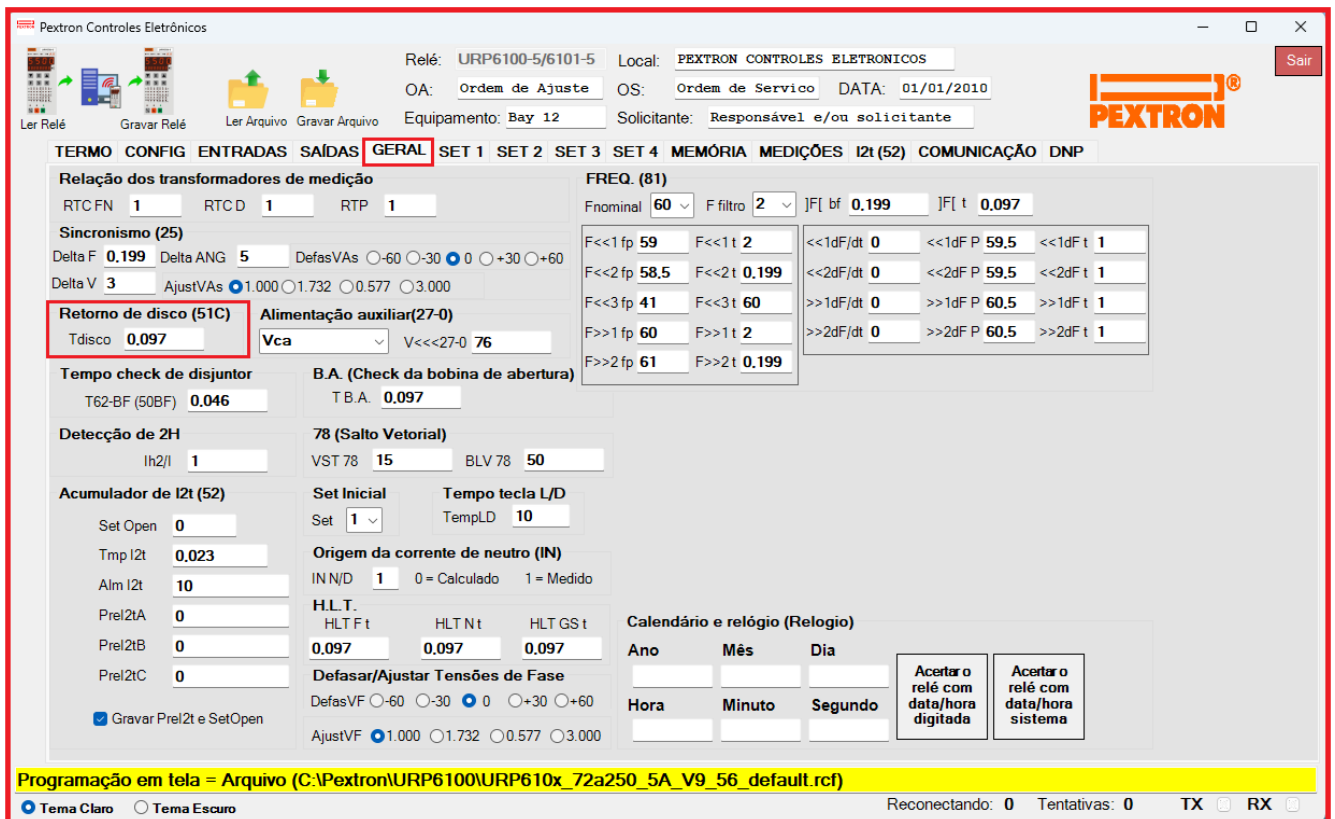 Pextron Controles Eletrônicos
Relé: URP6100-5/6101-5 Local: PEXTRON CONTROLES ELETRONICOS Sair
OA: Ordem de Ajuste OS: Ordem de Servico DATA: 01/01/2010
Ler Relé Gravar Relé Ler Arquivo Gravar Arquivo Equipamento: Bay 12 Solicitante: Responsável e/ou solicitante PEXTRON ®
TERMO CONFIG ENTRADAS SAÍDAS GERAL SET 1 SET 2 SET 3 SET 4 MEMÓRIA MEDIÇÕES I2t (52) COMUNICAÇÃO DNP
Relação dos transformadores de medição
RTC FN 1 RTC D 1 RTP 1
Sincronismo (25)
Delta F 0,199 Delta ANG 5 DefasVAs -60 -30 0 +30 +60
Delta V 3 AjustVAs 1.000 1.732 0.577 3.000
Retorno de disco (51C)
Tdisco 0,097
Alimentação auxiliar(27-0)
Vca V<<<27-0 76
Tempo check de disjuntor
T62-BF (50BF) 0,046
B.A. (Check da bobina de abertura)
T B.A. 0,097
Detecção de 2H
Ih2/I 1
78 (Salto Vetorial)
VST 78 15 BLV 78 50
Acumulador de I2t (52)
Set Open 0
Tmp I2t 0,023
Alm I2t 10
PreI2tA 0
PreI2tB 0
PreI2tC 0
Gravar PreI2t e SetOpen
Set Inicial
Set 1
Tempo tecla L/D
TempLD 10
Origem da corrente de neutro (IN)
IN N/D 1 0 = Calculado 1 = Medido
H.L.T.
HLT F t HLT N t HLT GS t
0,097 0,097 0,097
Defasar/Ajustar Tensões de Fase
DefasVF -60 -30 0 +30 +60
AjustVF 1.000 1.732 0.577 3.000
FREQ. (81)
Fnominal 60 F filtro 2 ]F[ bf 0,199 ]F[ t 0,097
F<<1 fp 59 F<<1 t 2 <<1dF/dt 0 <<1dF P 59,5 <<1dF t 1
F<<2 fp 58,5 F<<2 t 0,199 <<2dF/dt 0 <<2dF P 59,5 <<2dF t 1
F<<3 fp 41 F<<3 t 60 >>1dF/dt 0 >>1dF P 60,5 >>1dF t 1
F>>1 fp 60 F>>1 t 2 >>2dF/dt 0 >>2dF P 60,5 >>2dF t 1
F>>2 fp 61 F>>2 t 0,199
Calendário e relógio (Relogio)
Ano Mês Dia
Hora Minuto Segundo
Acertar o
relé com
data/hora
digitada
Acertar o
relé com
data/hora
sistema
Programação em tela = Arquivo (C:\Pextron\URP6100\URP610x_72a250_5A_V9_56_default.rcf)
Tema Claro Tema Escuro Reconectando: 0 Tentativas: 0 TX RX